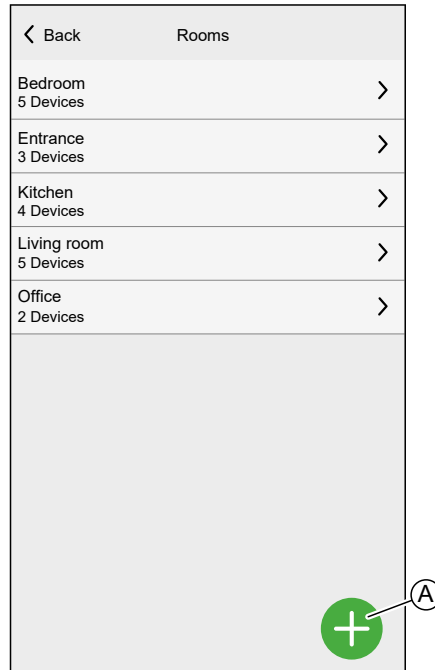 Back Rooms
Bedroom
5 Devices
Entrance
3 Devices
Kitchen
4 Devices
Living room
5 Devices
Office
2 Devices
A